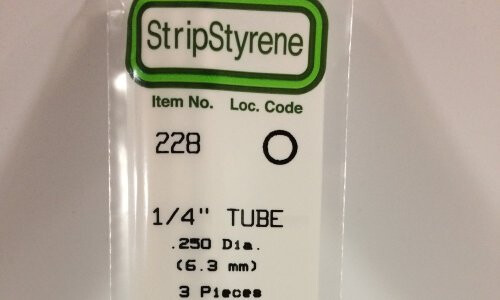 StripStyrene
Item No. Loc. Code
228
1/4" TUBE
.250 Dia.
(6.3 mm)
3 Pieces